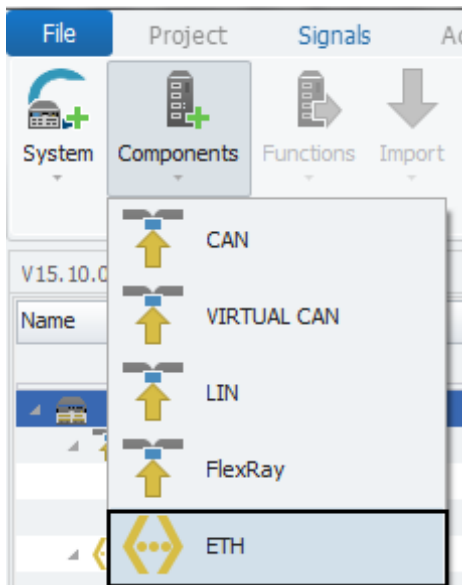 File Project Signals
System Components Functions Import
CAN
V15.10.0
VIRTUAL CAN
Name
LIN
FlexRay
ETH